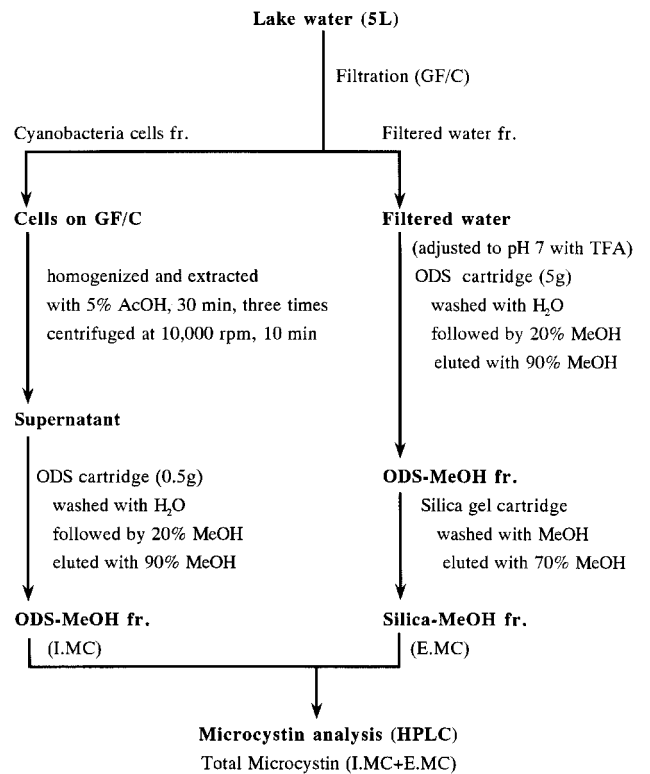 Lake water (5L)
Filtration (GF/C)
Cyanobacteria cells fr.
Filtered water fr.
Cells on GF/C
homogenized and extracted
with 5% AcOH, 30 min, three times
centrifuged at 10,000 rpm, 10 min
Supernatant
ODS cartridge (0.5g)
washed with H₂O
followed by 20% MeOH
eluted with 90% MeOH
ODS-MeOH fr.
(I.MC)
Filtered water
(adjusted to pH 7 with TFA)
ODS cartridge (5g)
washed with H₂O
followed by 20% MeOH
eluted with 90% MeOH
ODS-MeOH fr.
Silica gel cartridge
washed with MeOH
eluted with 70% MeOH
Silica-MeOH fr.
(E.MC)
Microcystin analysis (HPLC)
Total Microcystin (I.MC+E.MC)